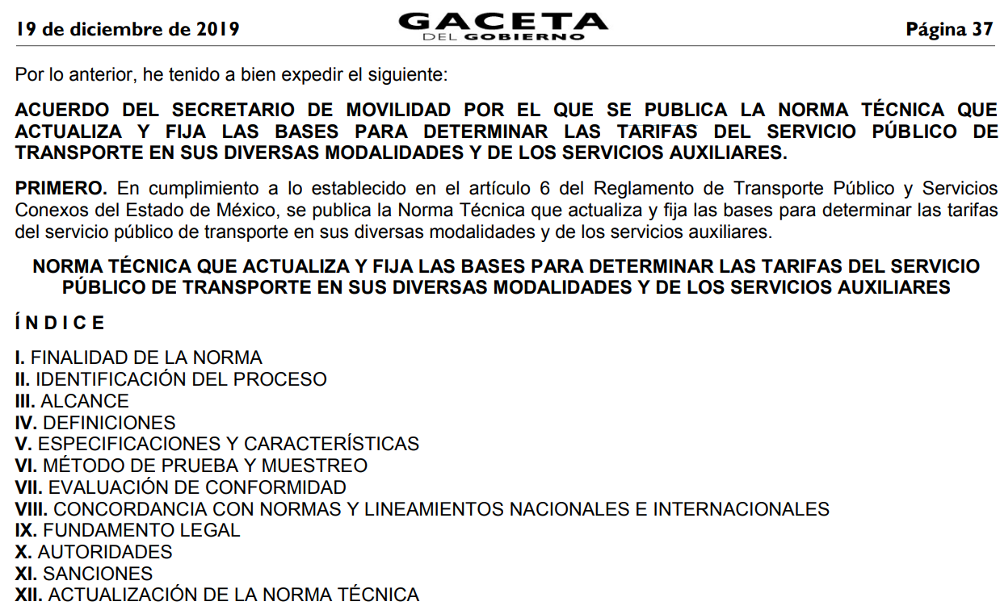 19 de diciembre de 2019
GACETA
DEL GOBIERNO
Página 37
Por lo anterior, he tenido a bien expedir el siguiente:
ACUERDO DEL SECRETARIO DE MOVILIDAD POR EL QUE SE PUBLICA LA NORMA TÉCNICA QUE
ACTUALIZA Y FIJA LAS BASES PARA DETERMINAR LAS TARIFAS DEL SERVICIO PÚBLICO DE
TRANSPORTE EN SUS DIVERSAS MODALIDADES Y DE LOS SERVICIOS AUXILIARES.
PRIMERO. En cumplimiento a lo establecido en el artículo 6 del Reglamento de Transporte Público y Servicios
Conexos del Estado de México, se publica la Norma Técnica que actualiza y fija las bases para determinar las tarifas
del servicio público de transporte en sus diversas modalidades y de los servicios auxiliares.
NORMA TÉCNICA QUE ACTUALIZA Y FIJA LAS BASES PARA DETERMINAR LAS TARIFAS DEL SERVICIO
PÚBLICO DE TRANSPORTE EN SUS DIVERSAS MODALIDADES Y DE LOS SERVICIOS AUXILIARES
Í N D I C E
I. FINALIDAD DE LA NORMA
II. IDENTIFICACIÓN DEL PROCESO
III. ALCANCE
IV. DEFINICIONES
V. ESPECIFICACIONES Y CARACTERÍSTICAS
VI. MÉTODO DE PRUEBA Y MUESTREO
VII. EVALUACIÓN DE CONFORMIDAD
VIII. CONCORDANCIA CON NORMAS Y LINEAMIENTOS NACIONALES E INTERNACIONALES
IX. FUNDAMENTO LEGAL
X. AUTORIDADES
XI. SANCIONES
XII. ACTUALIZACIÓN DE LA NORMA TÉCNICA